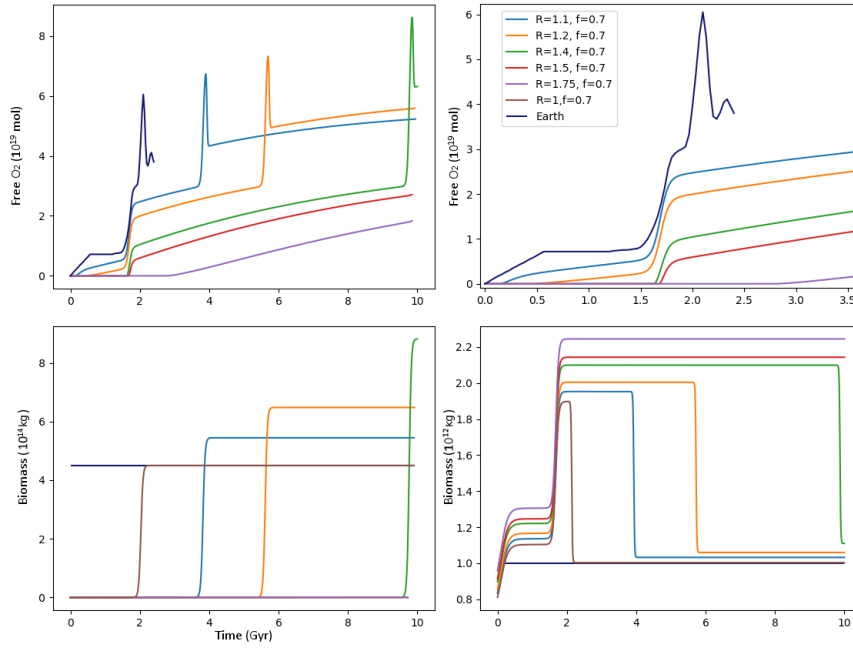 Free O₂ (10¹⁹ mol)
8
6
4
2
0
0 2 4 6 8 10
Free O₂ (10¹⁹ mol)
6
5
4
3
2
1
0
0.0 0.5 1.0 1.5 2.0 2.5 3.0 3.5
R=1.1, f=0.7
R=1.2, f=0.7
R=1.4, f=0.7
R=1.5, f=0.7
R=1.75, f=0.7
R=1,f=0.7
Earth
Biomass (10¹⁴kg)
8
6
4
2
0
0 2 4 6 8 10
Time (Gyr)
Biomass (10¹²kg)
2.2
2.0
1.8
1.6
1.4
1.2
1.0
0.8
0 2 4 6 8 10